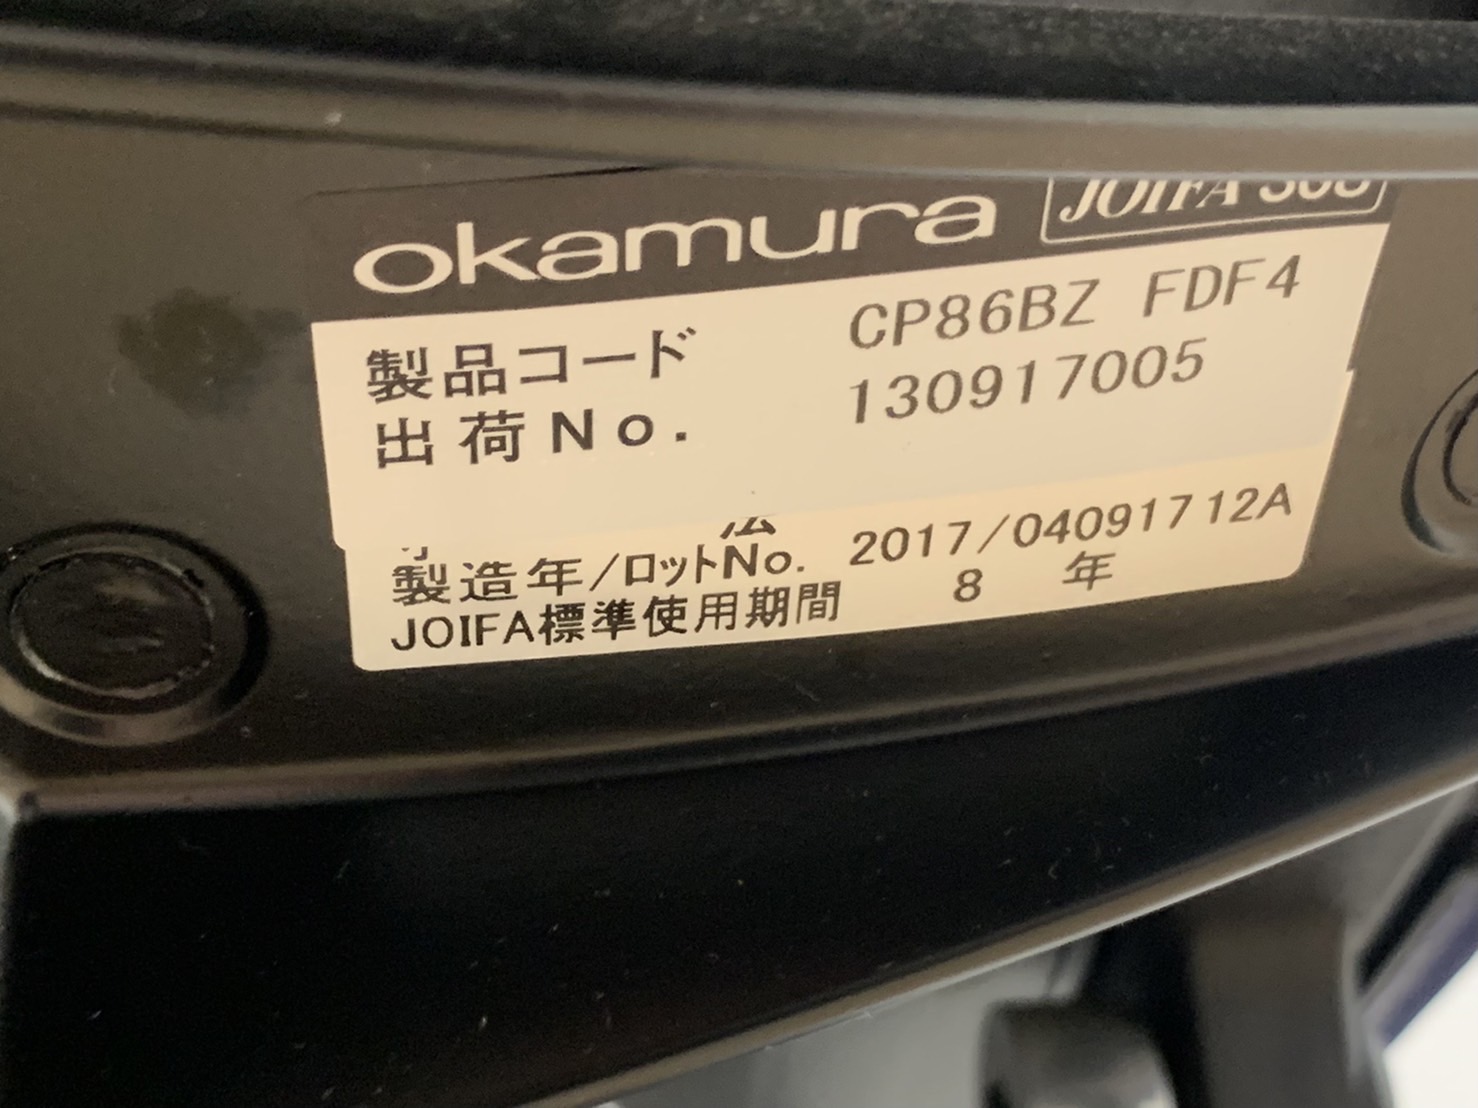 okamura JOIFA 303
製品コード CP86BZ FDF4
出荷No. 130917005
製造年/ロットNo. 2017/04091712A
JOIFA標準使用期間 8 年